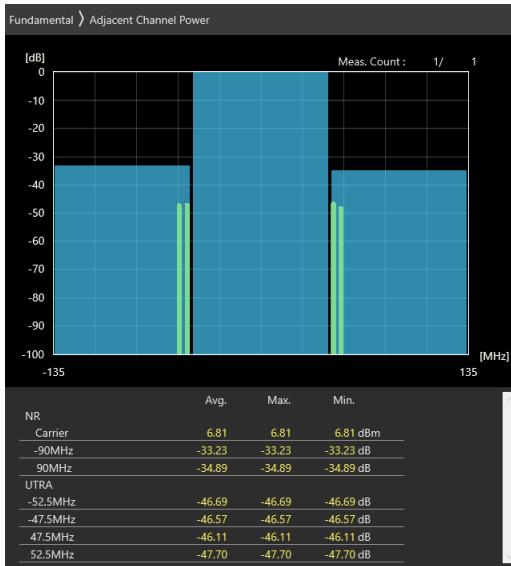 Fundamental 〉 Adjacent Channel Power
[dB]
Meas. Count : 1/ 1
0
-10
-20
-30
-40
-50
-60
-70
-80
-90
-100
[MHz]
-135 135
Avg. Max. Min.
NR
Carrier 6.81 6.81 6.81 dBm
-90MHz -33.23 -33.23 -33.23 dB
90MHz -34.89 -34.89 -34.89 dB
UTRA
-52.5MHz -46.69 -46.69 -46.69 dB
-47.5MHz -46.57 -46.57 -46.57 dB
47.5MHz -46.11 -46.11 -46.11 dB
52.5MHz -47.70 -47.70 -47.70 dB